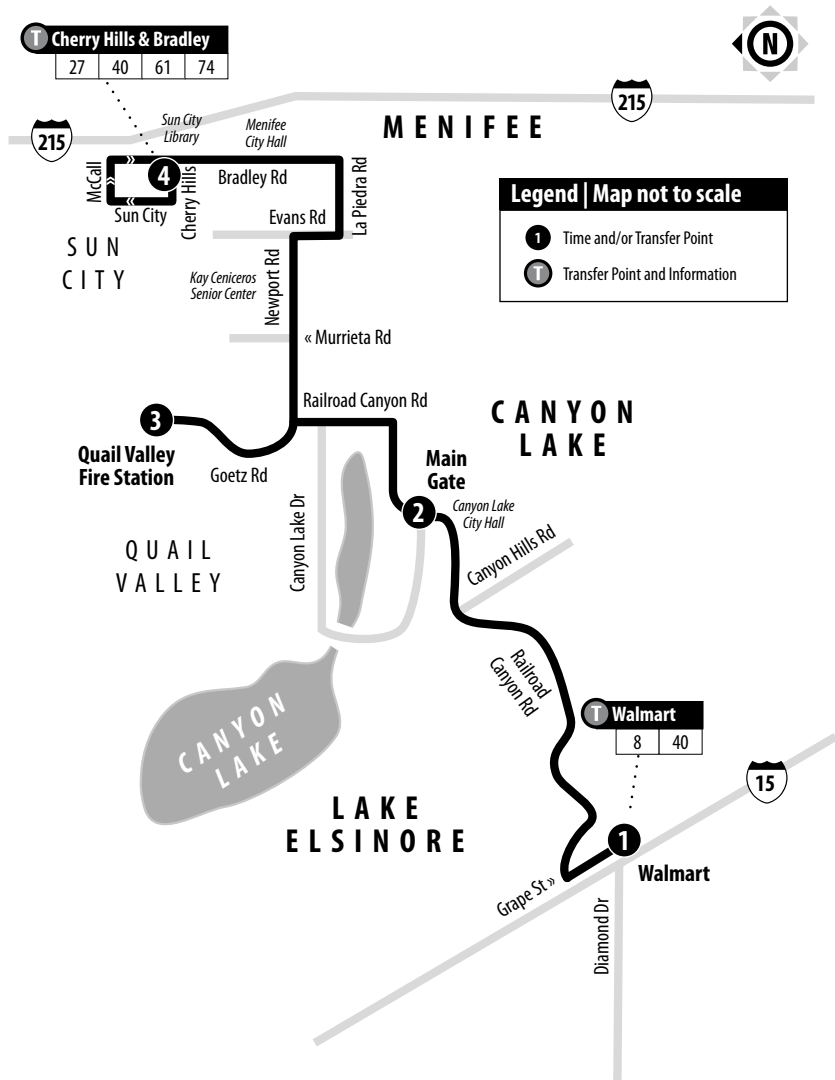 T Cherry Hills & Bradley
27 40 61 74
N
215
215
Sun City
Library
Menifee
City Hall
MENIFEE
McCall
4
Cherry Hills
Bradley Rd
La Piedra Rd
Sun City
Evans Rd
SUN
CITY
Legend | Map not to scale
1 Time and/or Transfer Point
T Transfer Point and Information
Kay Ceniceros
Senior Center
Newport Rd
« Murrieta Rd
Railroad Canyon Rd
CANYON
LAKE
3
Quail Valley
Fire Station
Goetz Rd
Main
Gate
2
Canyon Lake
City Hall
Canyon Lake Dr
Canyon Hills Rd
QUAIL
VALLEY
Railroad
Canyon Rd
T Walmart
8 40
CANYON
LAKE
15
LAKE
ELSINORE
1
Walmart
Grape St »
Diamond Dr